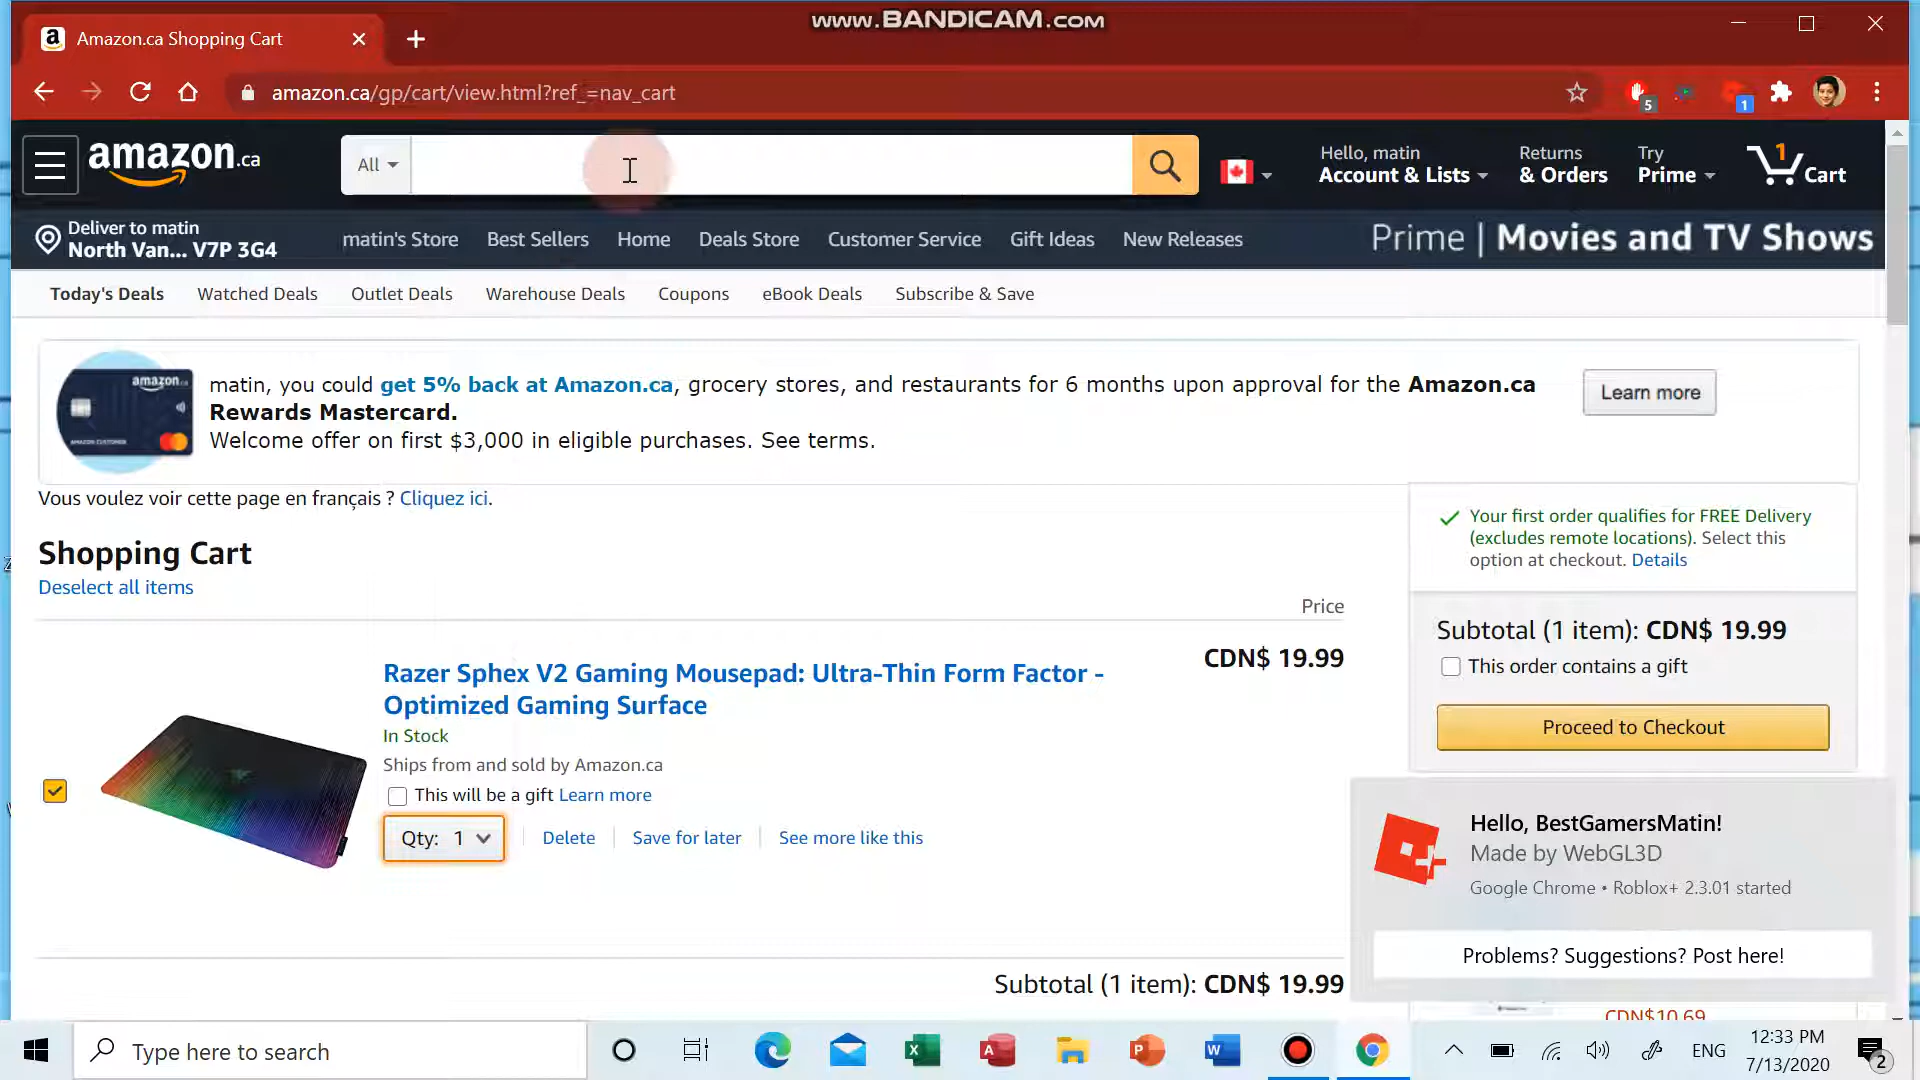 www.BANDICAM.com
Amazon.ca Shopping Cart
amazon.ca/gp/cart/view.html?ref_=nav_cart
5
1
amazon.ca
All
Hello, matin
Account & Lists
Returns
& Orders
Try
Prime
1
Cart
Deliver to matin
North Van... V7P 3G4
matin's Store
Best Sellers
Home
Deals Store
Customer Service
Gift Ideas
New Releases
Prime | Movies and TV Shows
Today's Deals
Watched Deals
Outlet Deals
Warehouse Deals
Coupons
eBook Deals
Subscribe & Save
amazon.ca
AMAZON CUSTOMER
matin, you could get 5% back at Amazon.ca, grocery stores, and restaurants for 6 months upon approval for the Amazon.ca
Rewards Mastercard.
Welcome offer on first $3,000 in eligible purchases. See terms.
Learn more
Vous voulez voir cette page en français ? Cliquez ici.
Shopping Cart
Deselect all items
Price
Razer Sphex V2 Gaming Mousepad: Ultra-Thin Form Factor -
Optimized Gaming Surface
CDN$ 19.99
In Stock
Ships from and sold by Amazon.ca
This will be a gift Learn more
Qty: 1
Delete
Save for later
See more like this
Subtotal (1 item): CDN$ 19.99
Your first order qualifies for FREE Delivery
(excludes remote locations). Select this
option at checkout. Details
Subtotal (1 item): CDN$ 19.99
This order contains a gift
Proceed to Checkout
Hello, BestGamersMatin!
Made by WebGL3D
Google Chrome • Roblox+ 2.3.01 started
Problems? Suggestions? Post here!
CDN$10.69
Type here to search
ENG
12:33 PM
7/13/2020
2